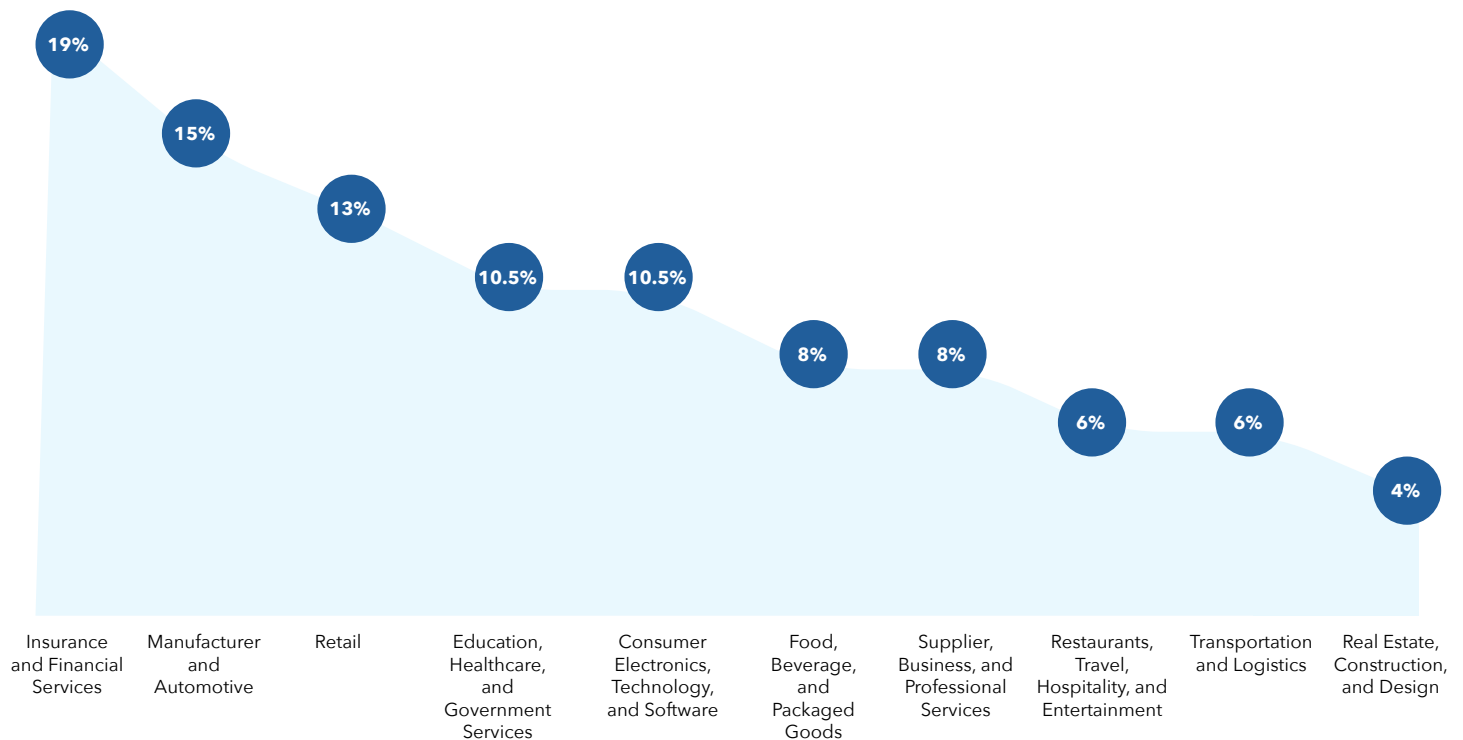 19%
15%
13%
10.5%
10.5%
8%
8%
6%
6%
4%
Insurance
and Financial
Services
Manufacturer
and
Automotive
Retail
Education,
Healthcare,
and
Government
Services
Consumer
Electronics,
Technology,
and Software
Food,
Beverage,
and
Packaged
Goods
Supplier,
Business, and
Professional
Services
Restaurants,
Travel,
Hospitality, and
Entertainment
Transportation
and Logistics
Real Estate,
Construction,
and Design